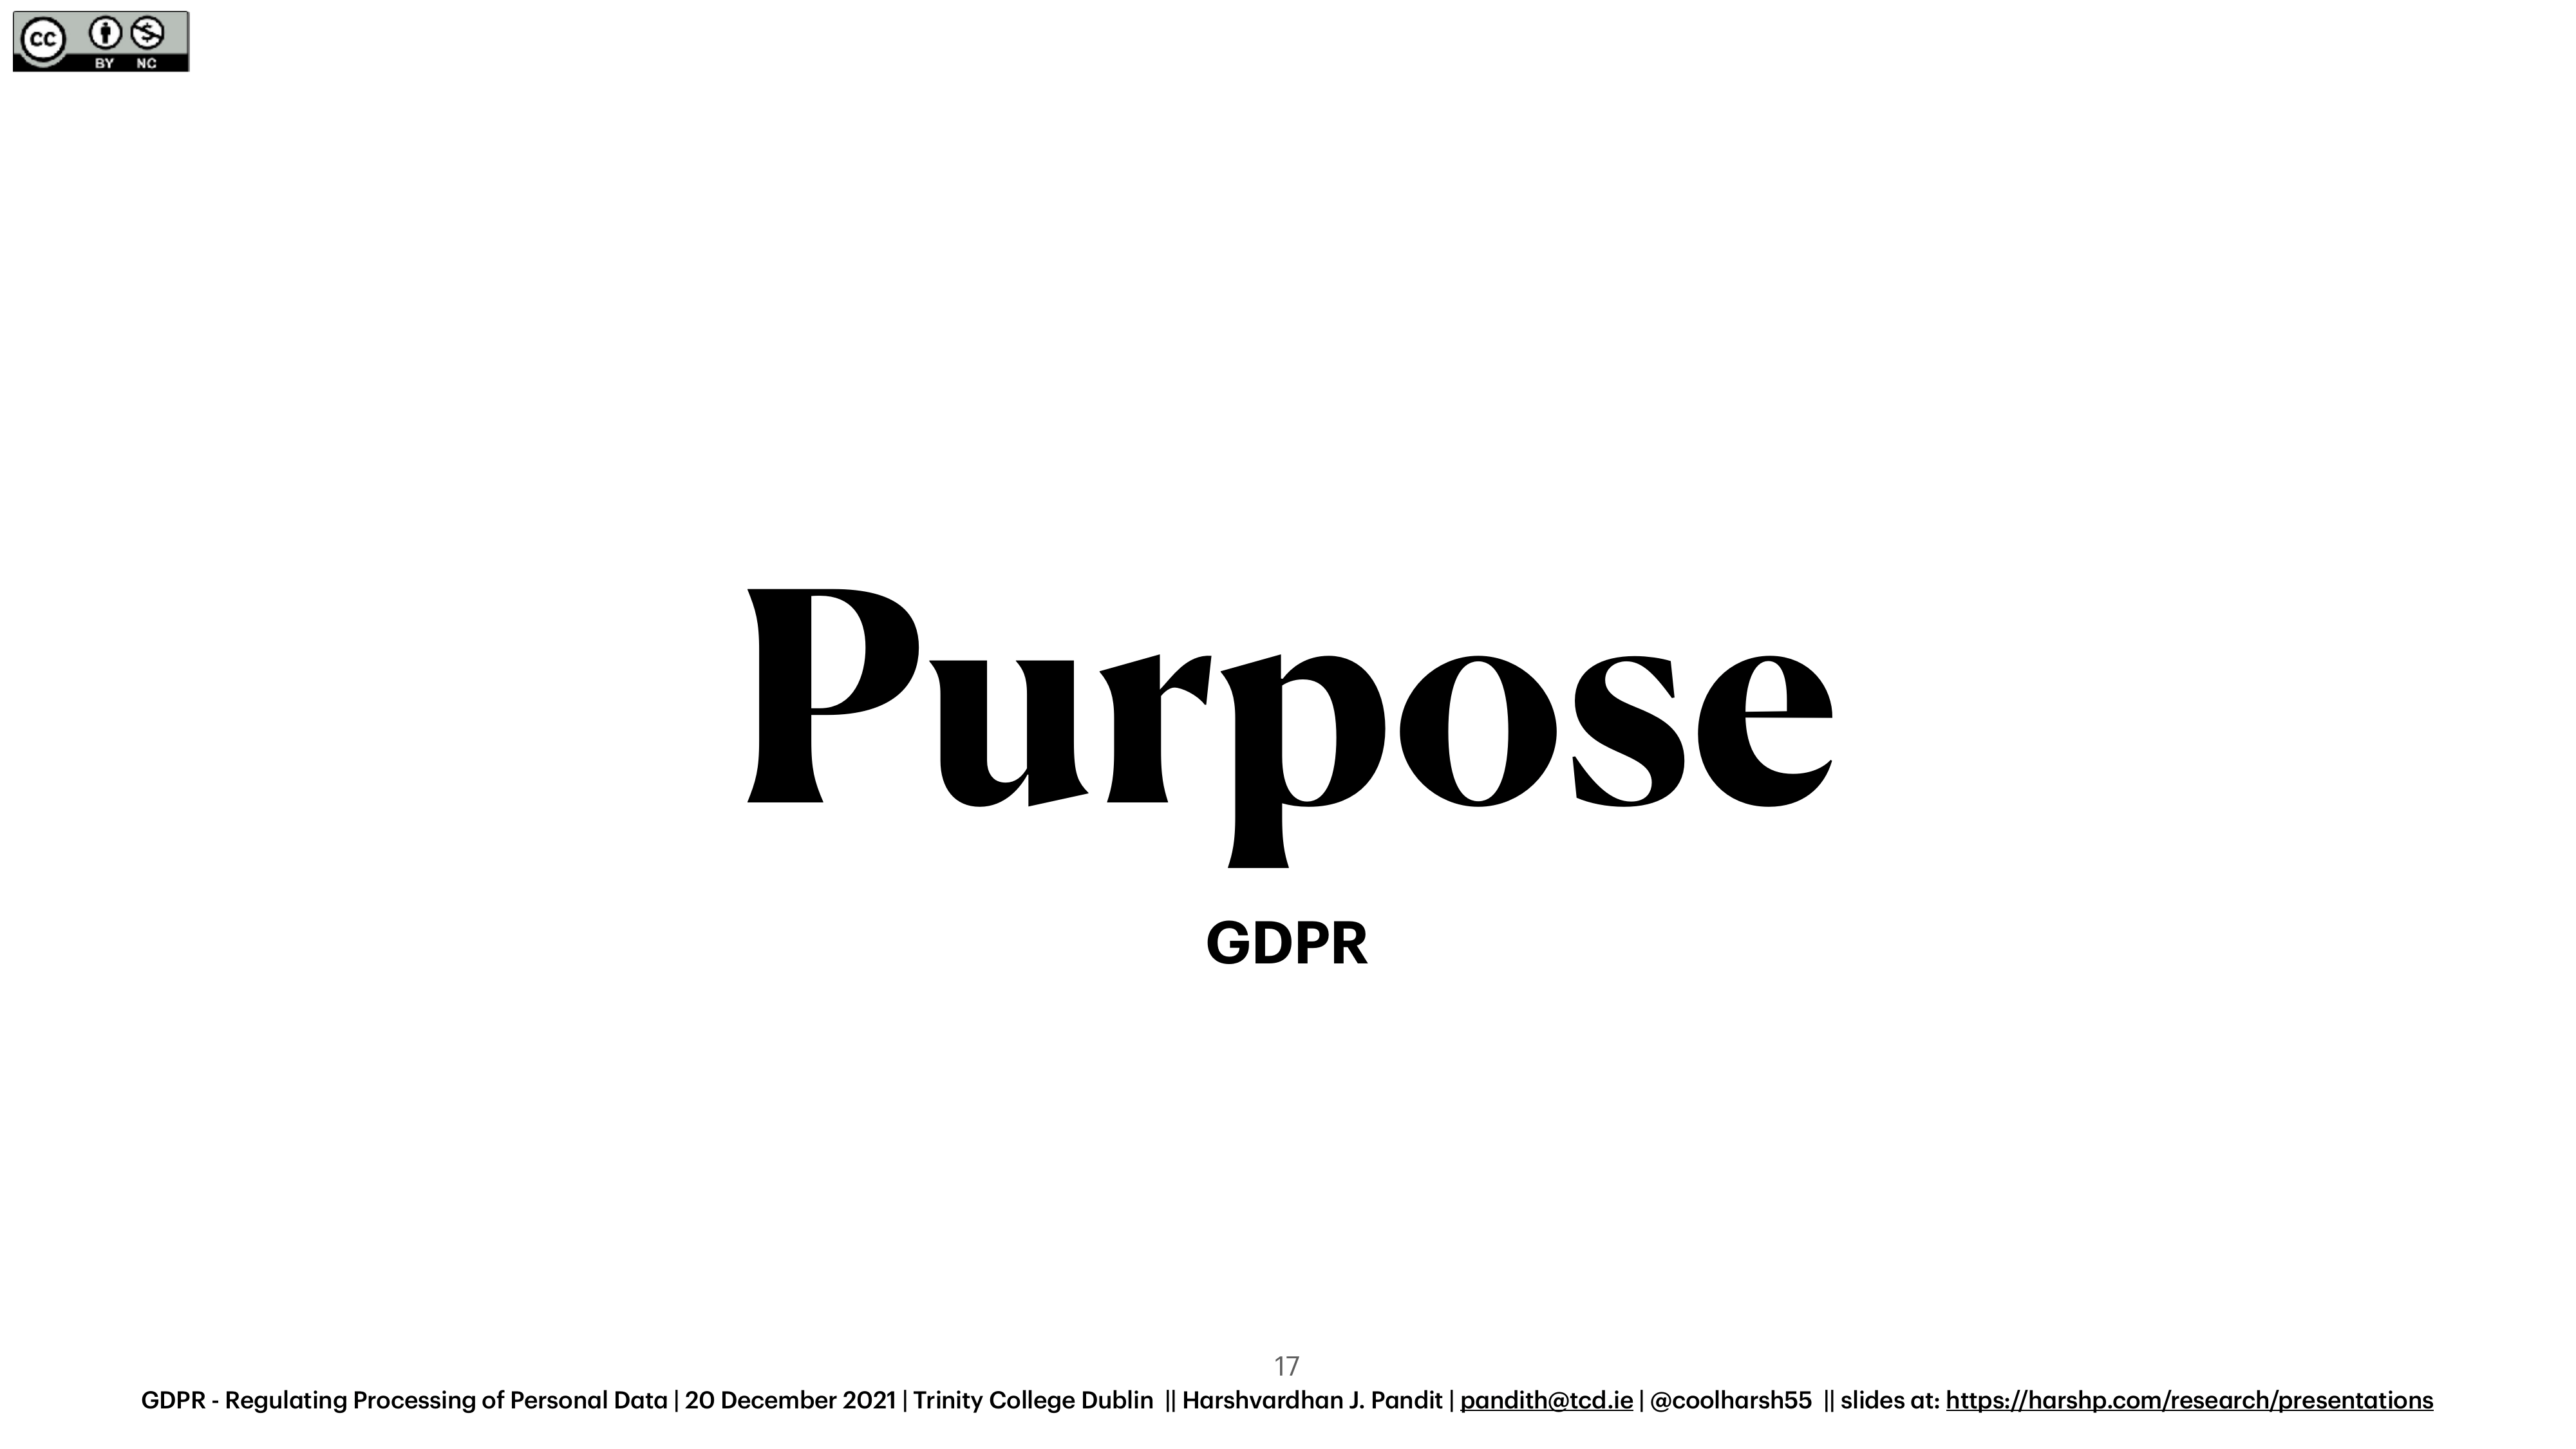 CC
BY NC
Purpose
GDPR
17
GDPR - Regulating Processing of Personal Data | 20 December 2021 | Trinity College Dublin || Harshvardhan J. Pandit | pandith@tcd.ie | @coolharsh55 || slides at: https://harshp.com/research/presentations